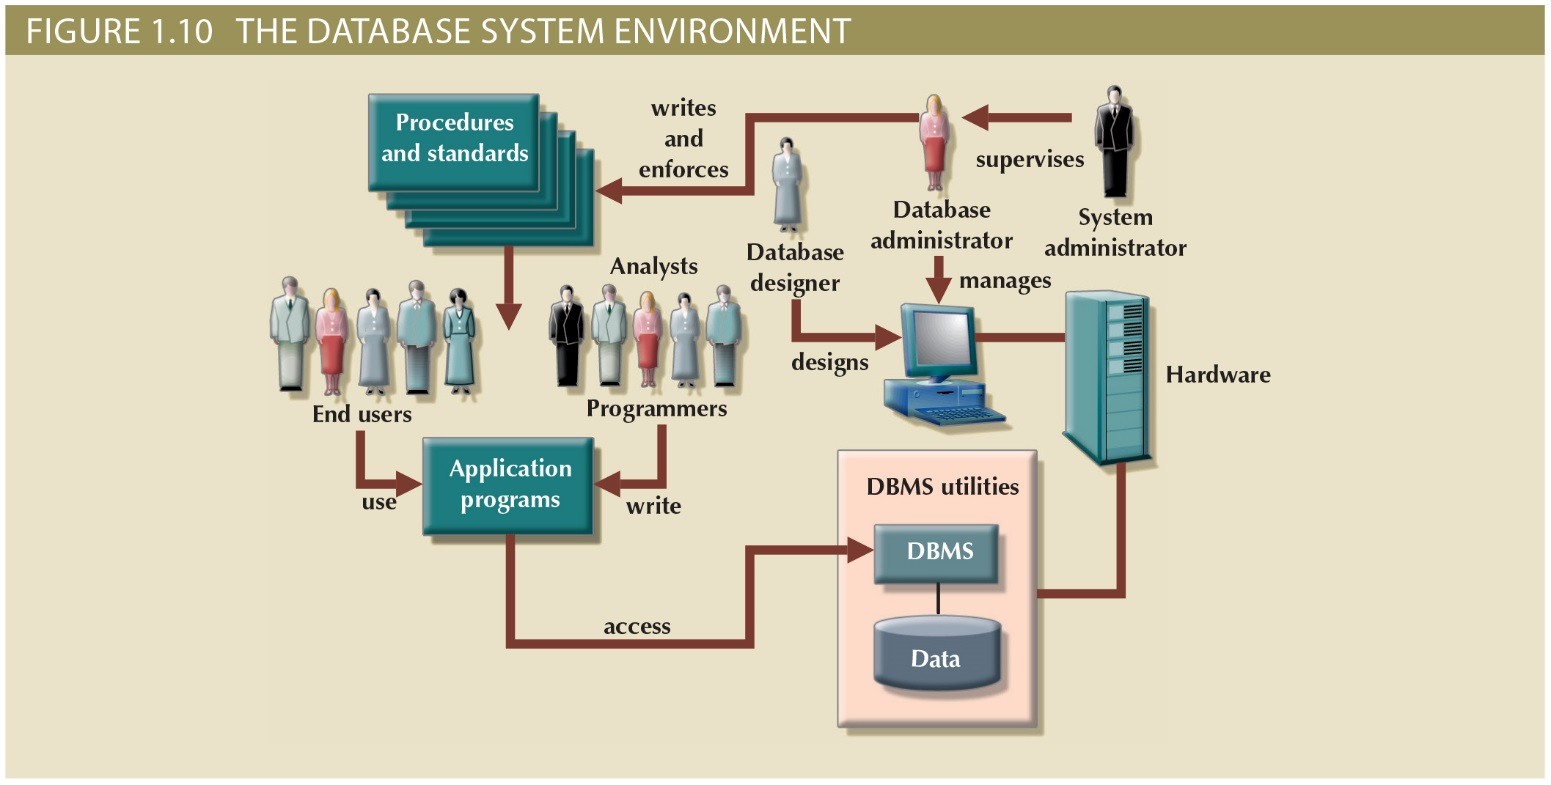 FIGURE 1.10 THE DATABASE SYSTEM ENVIRONMENT
Procedures
and standards
writes
and
enforces
supervises
Database
administrator
System
administrator
Database
designer
manages
Analysts
designs
Hardware
End users
Programmers
Application
programs
use
write
DBMS utilities
DBMS
access
Data